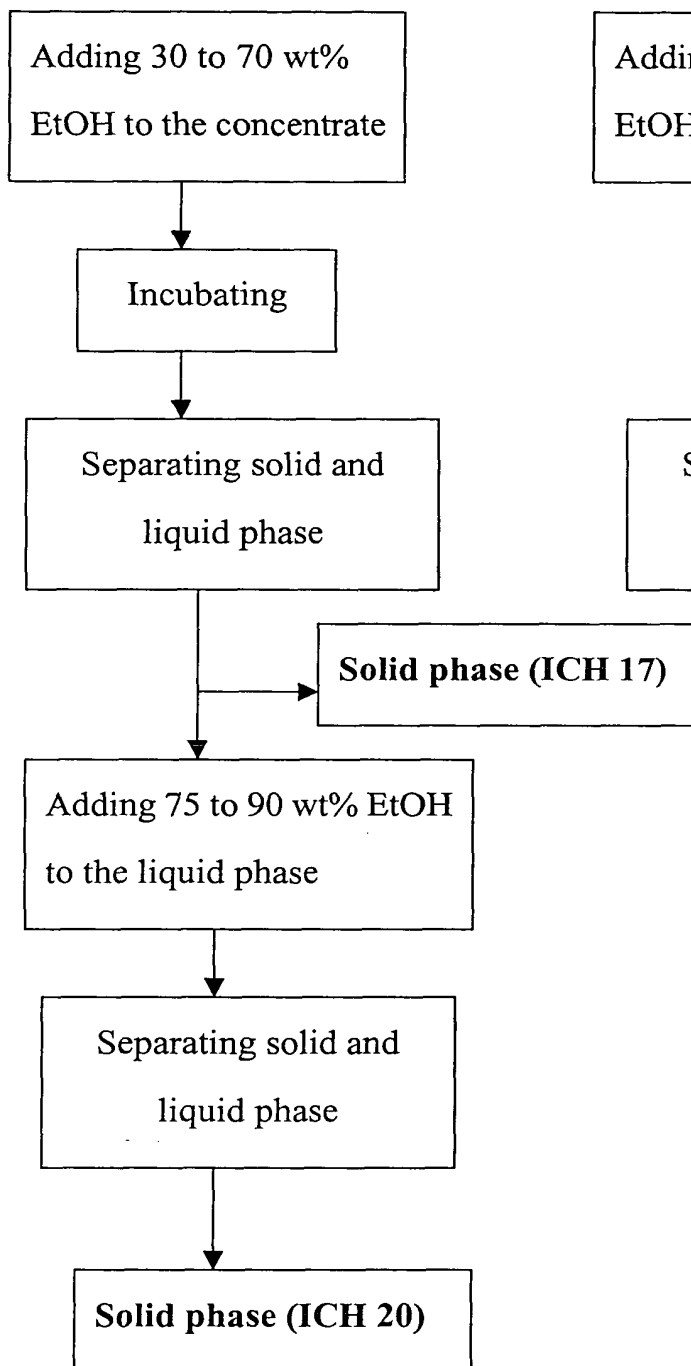 Adding 30 to 70 wt%
EtOH to the concentrate
Incubating
Separating solid and
liquid phase
Solid phase (ICH 17)
Adding 75 to 90 wt% EtOH
to the liquid phase
Separating solid and
liquid phase
Solid phase (ICH 20)
EtOH